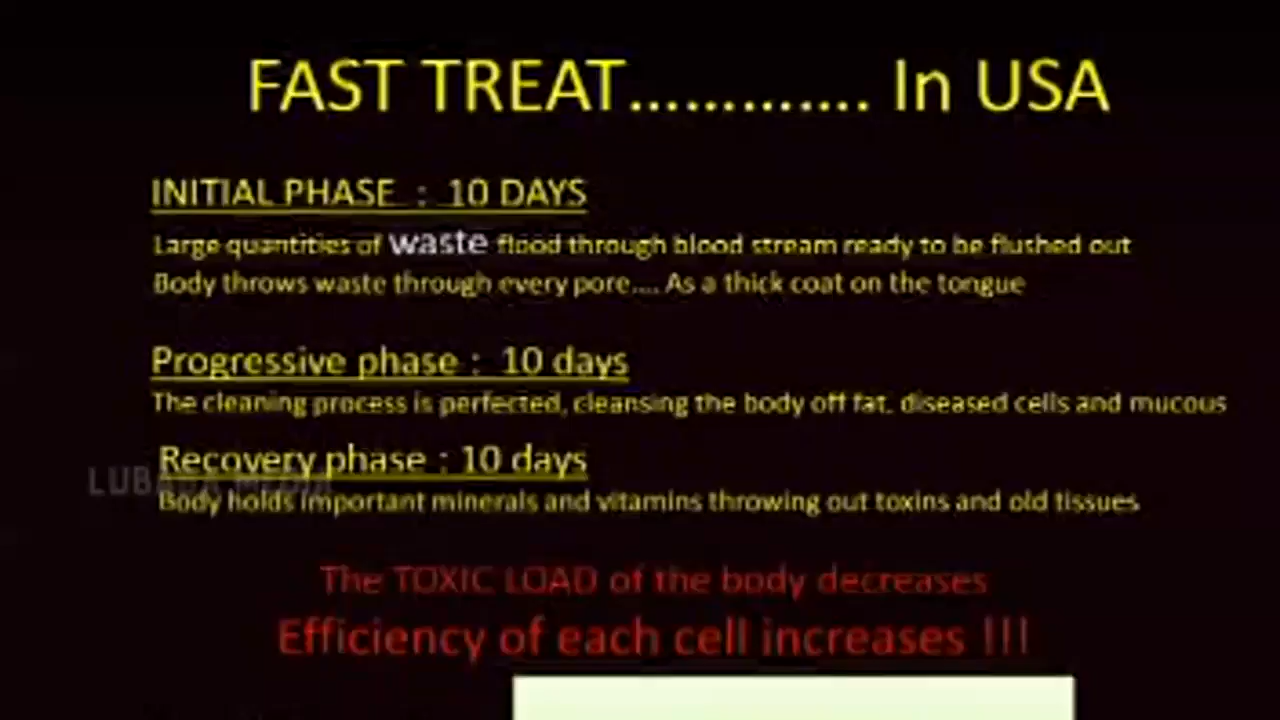 FAST TREAT............. In USA
INITIAL PHASE : 10 DAYS
Large quantities of waste flood through blood stream ready to be flushed out
Body throws waste through every pore.... As a thick coat on the tongue
Progressive phase : 10 days
The cleaning process is perfected, cleansing the body off fat, diseased cells and mucous
Recovery phase : 10 days
Body holds important minerals and vitamins throwing out toxins and old tissues
The TOXIC LOAD of the body decreases
Efficiency of each cell increases !!!